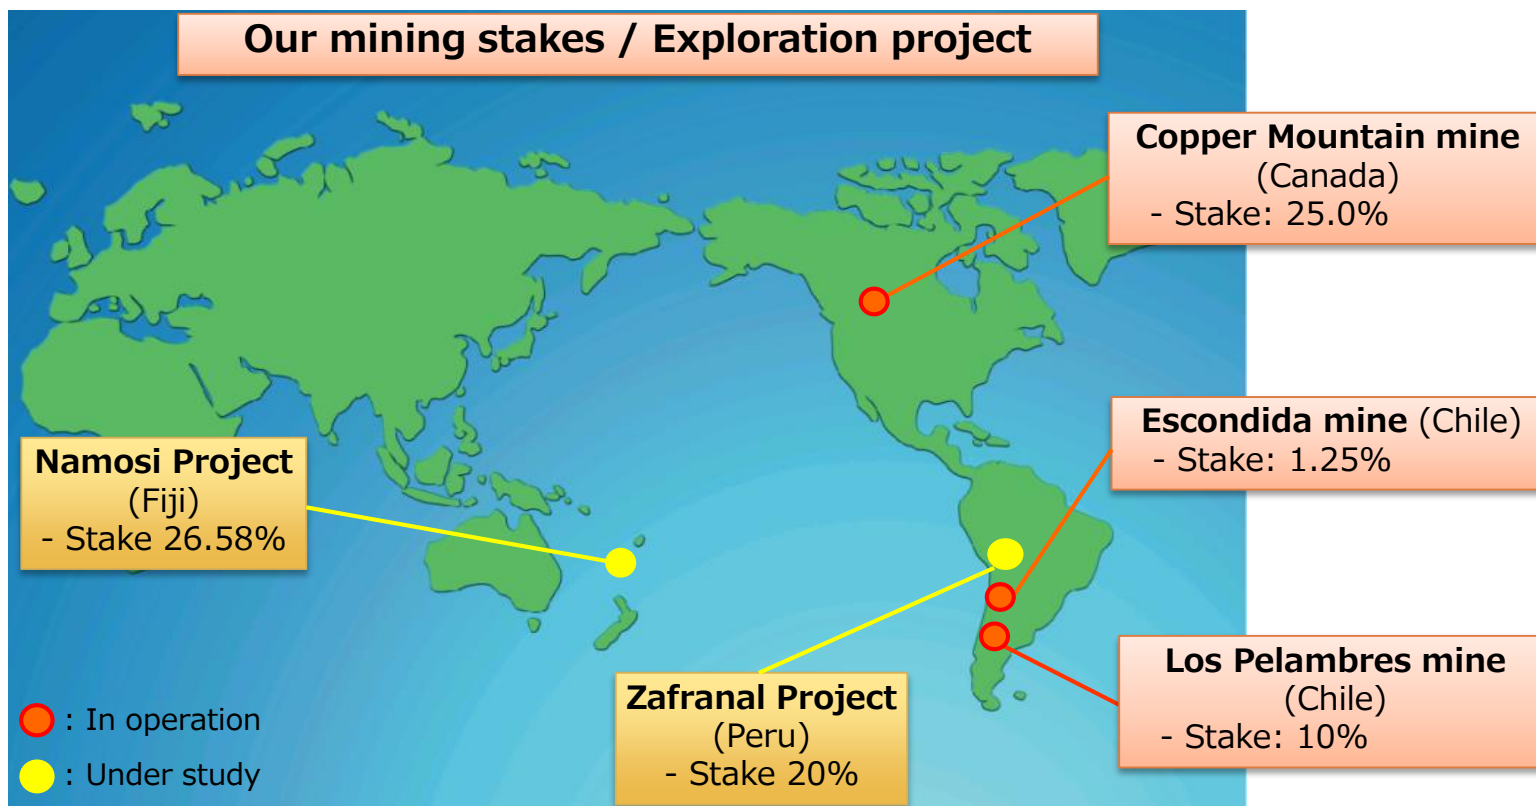 Our mining stakes / Exploration project
Copper Mountain mine
(Canada)
- Stake: 25.0%
Escondida mine (Chile)
- Stake: 1.25%
Namosi Project
(Fiji)
- Stake 26.58%
Los Pelambres mine
(Chile)
- Stake: 10%
Zafranal Project
(Peru)
- Stake 20%
: In operation
: Under study